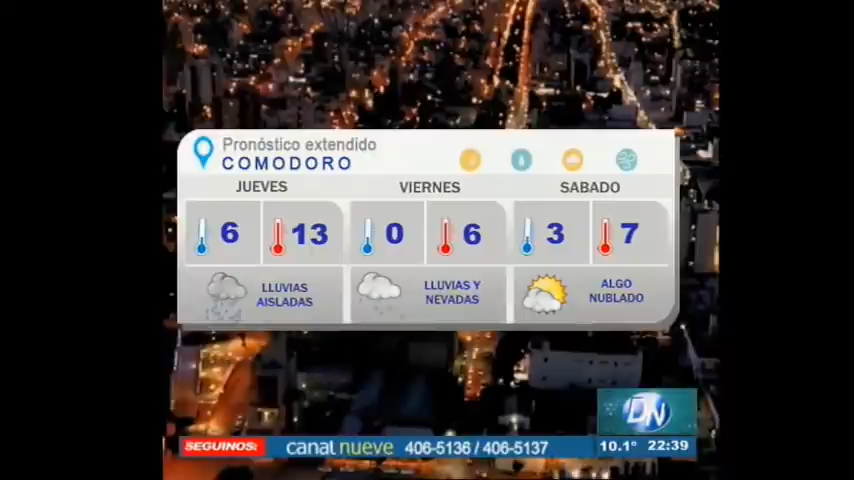 Pronóstico extendido
COMODORO
JUEVES
6
13
LLUVIAS
AISLADAS
VIERNES
0
6
LLUVIAS Y
NEVADAS
SABADO
3
7
ALGO
NUBLADO
DN
SEGUINOS:
canal nueve 406-5136 / 406-5137
10.1° 22:39